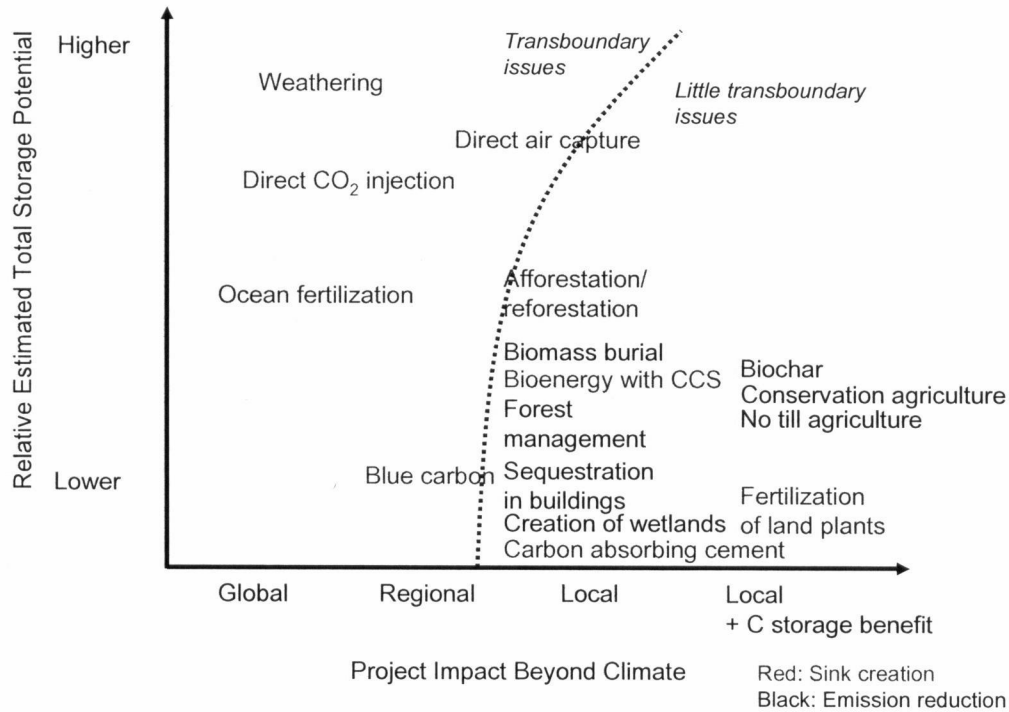 Relative Estimated Total Storage Potential
Higher
Lower
Transboundary
issues
Little transboundary
issues
Weathering
Direct air capture
Direct CO₂ injection
Ocean fertilization
Afforestation/
reforestation
Biomass burial
Bioenergy with CCS
Forest
management
Biochar
Conservation agriculture
No till agriculture
Blue carbon
Sequestration
in buildings
Creation of wetlands
Carbon absorbing cement
Fertilization
of land plants
Global
Regional
Local
Local
+ C storage benefit
Project Impact Beyond Climate
Red: Sink creation
Black: Emission reduction